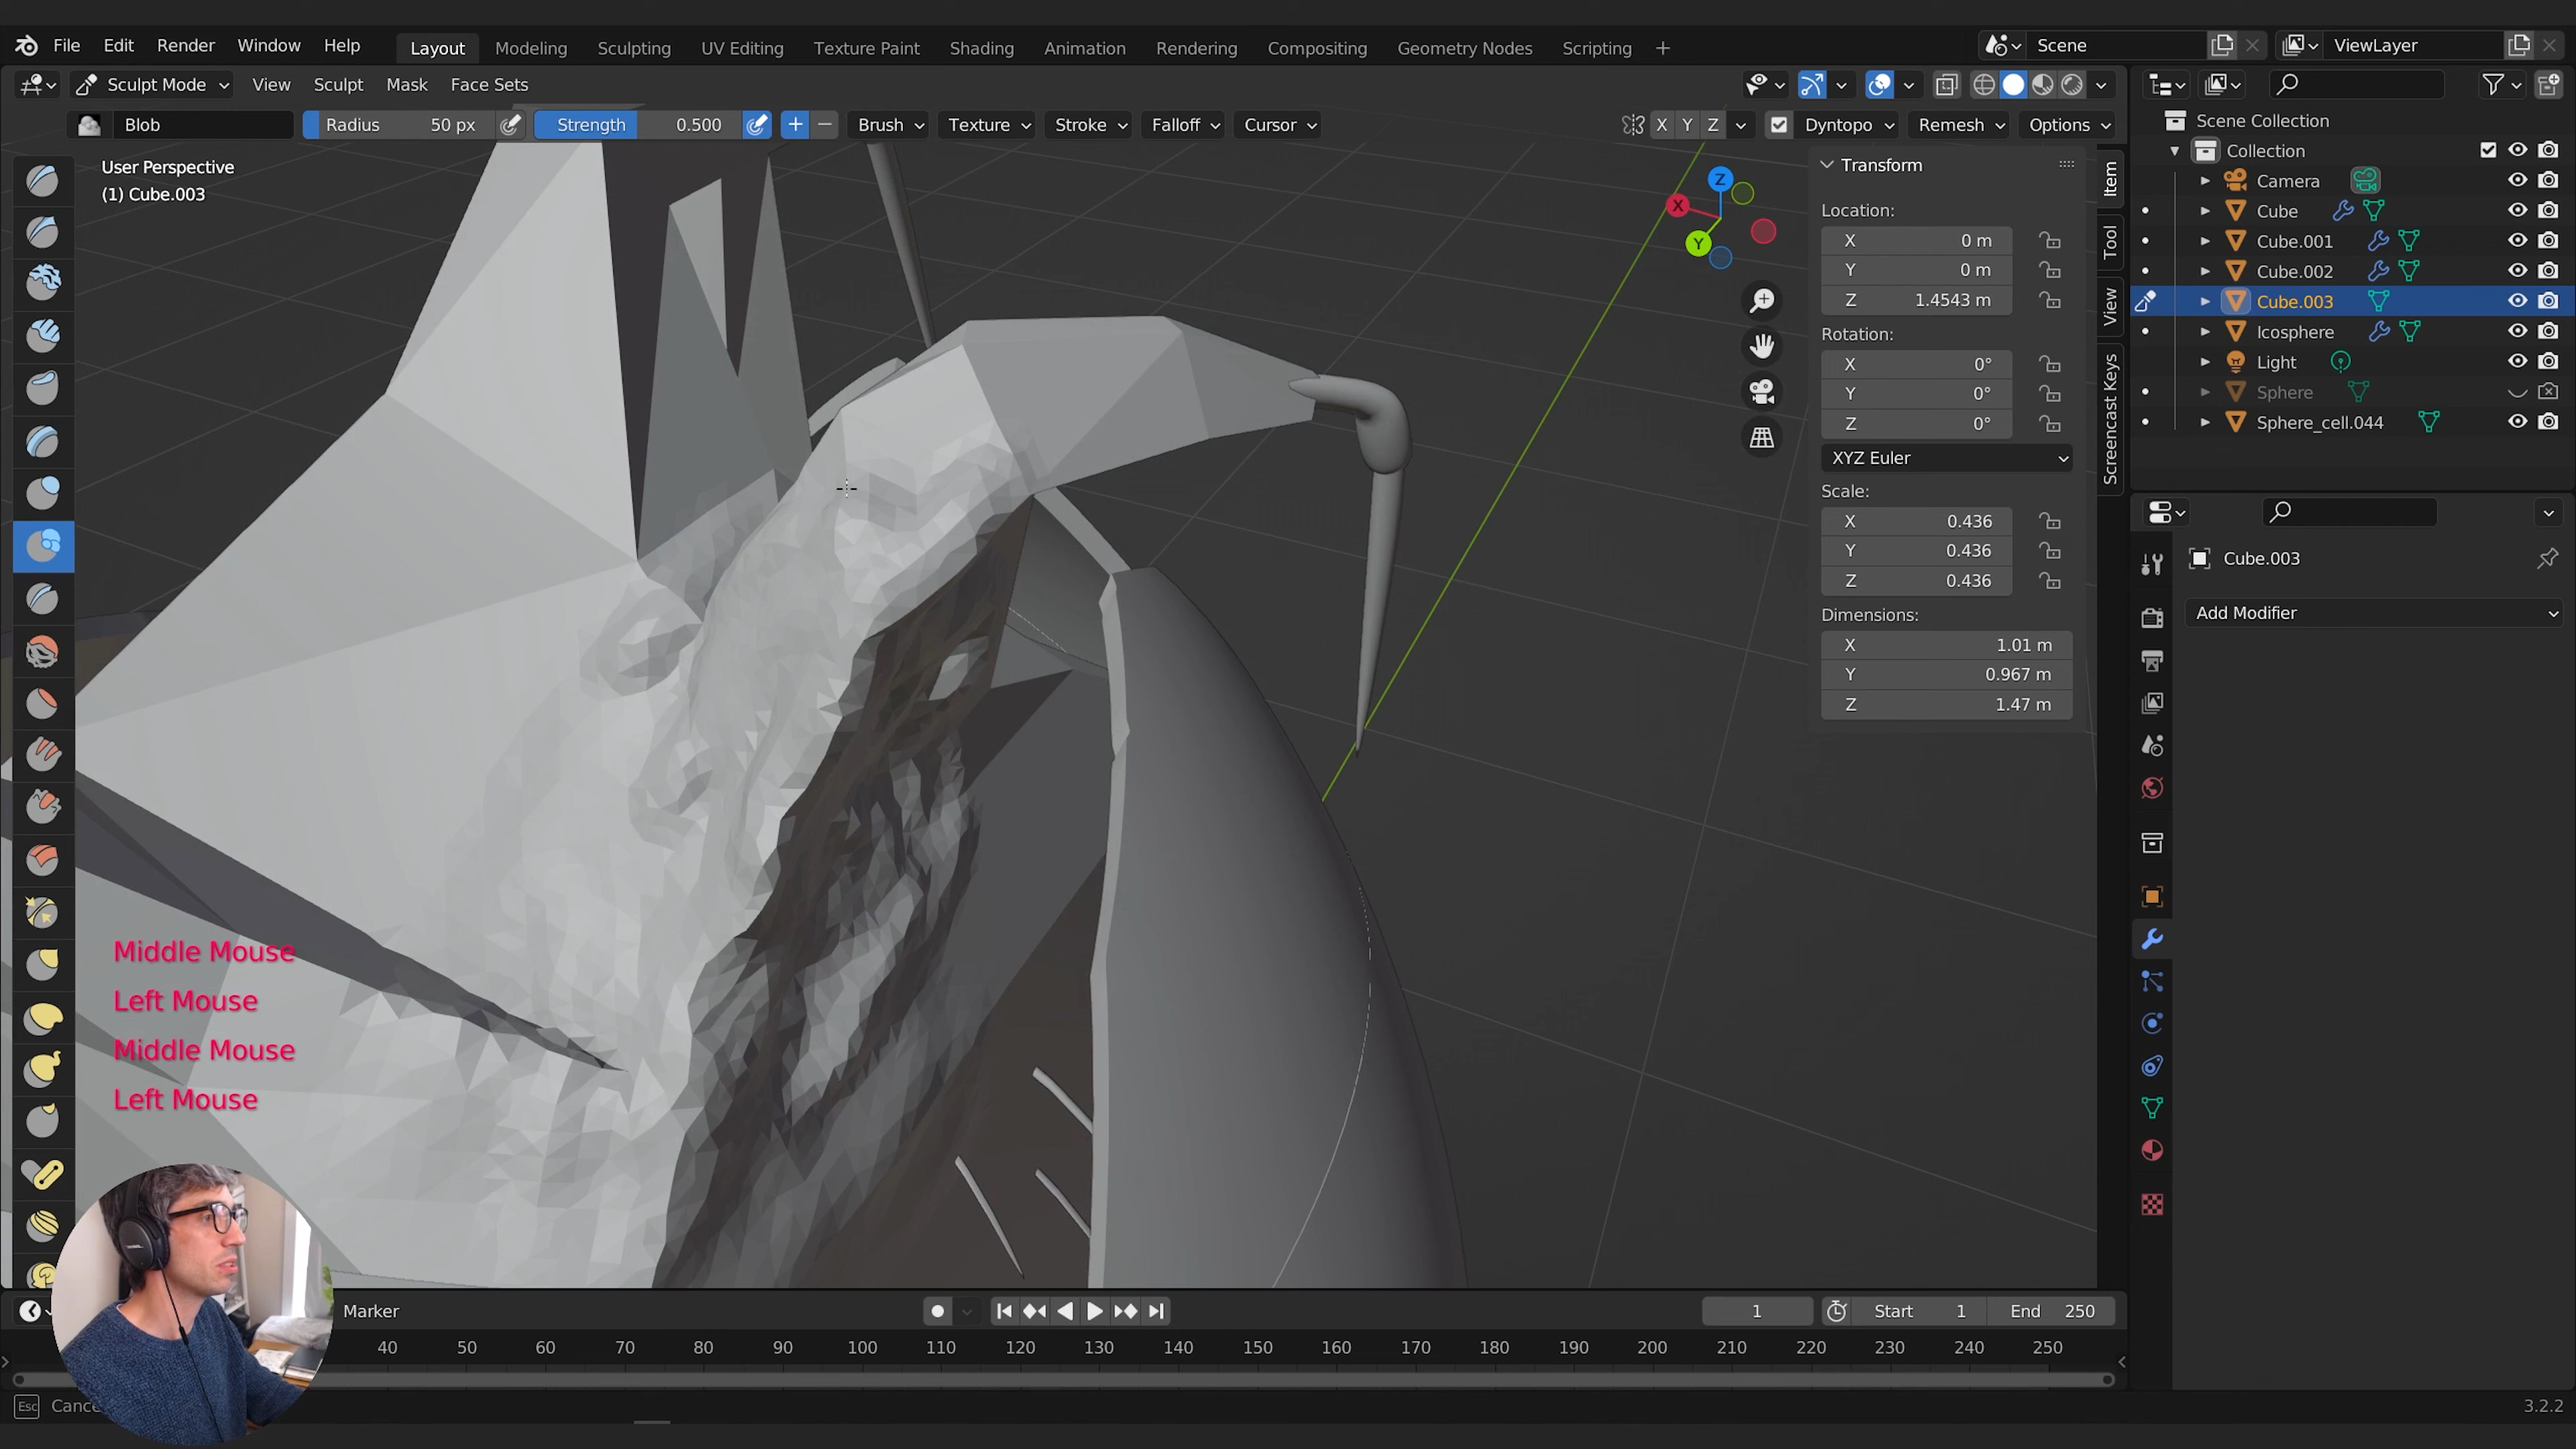 File Edit Render Window Help Layout Modeling Sculpting UV Editing Texture Paint Shading Animation Rendering Compositing Geometry Nodes Scripting + Scene ViewLayer
Sculpt Mode View Sculpt Mask Face Sets
Blob Radius 50 px Strength 0.500 + − Brush Texture Stroke Falloff Cursor X Y Z Dyntopo Remesh Options
User Perspective
(1) Cube.003
Z
X
Y
Transform
Location:
X 0 m
Y 0 m
Z 1.4543 m
Rotation:
X 0°
Y 0°
Z 0°
XYZ Euler
Scale:
X 0.436
Y 0.436
Z 0.436
Dimensions:
X 1.01 m
Y 0.967 m
Z 1.47 m
Item
Tool
View
Screencast Keys
Scene Collection
Collection
Camera
Cube
Cube.001
Cube.002
Cube.003
Icosphere
Light
Sphere
Sphere_cell.044
Cube.003
Add Modifier
Middle Mouse
Left Mouse
Middle Mouse
Left Mouse
Marker 1 Start 1 End 250
40 50 60 70 80 90 100 110 120 130 140 150 160 170 180 190 200 210 220 230 240 250
Esc Cance
3.2.2